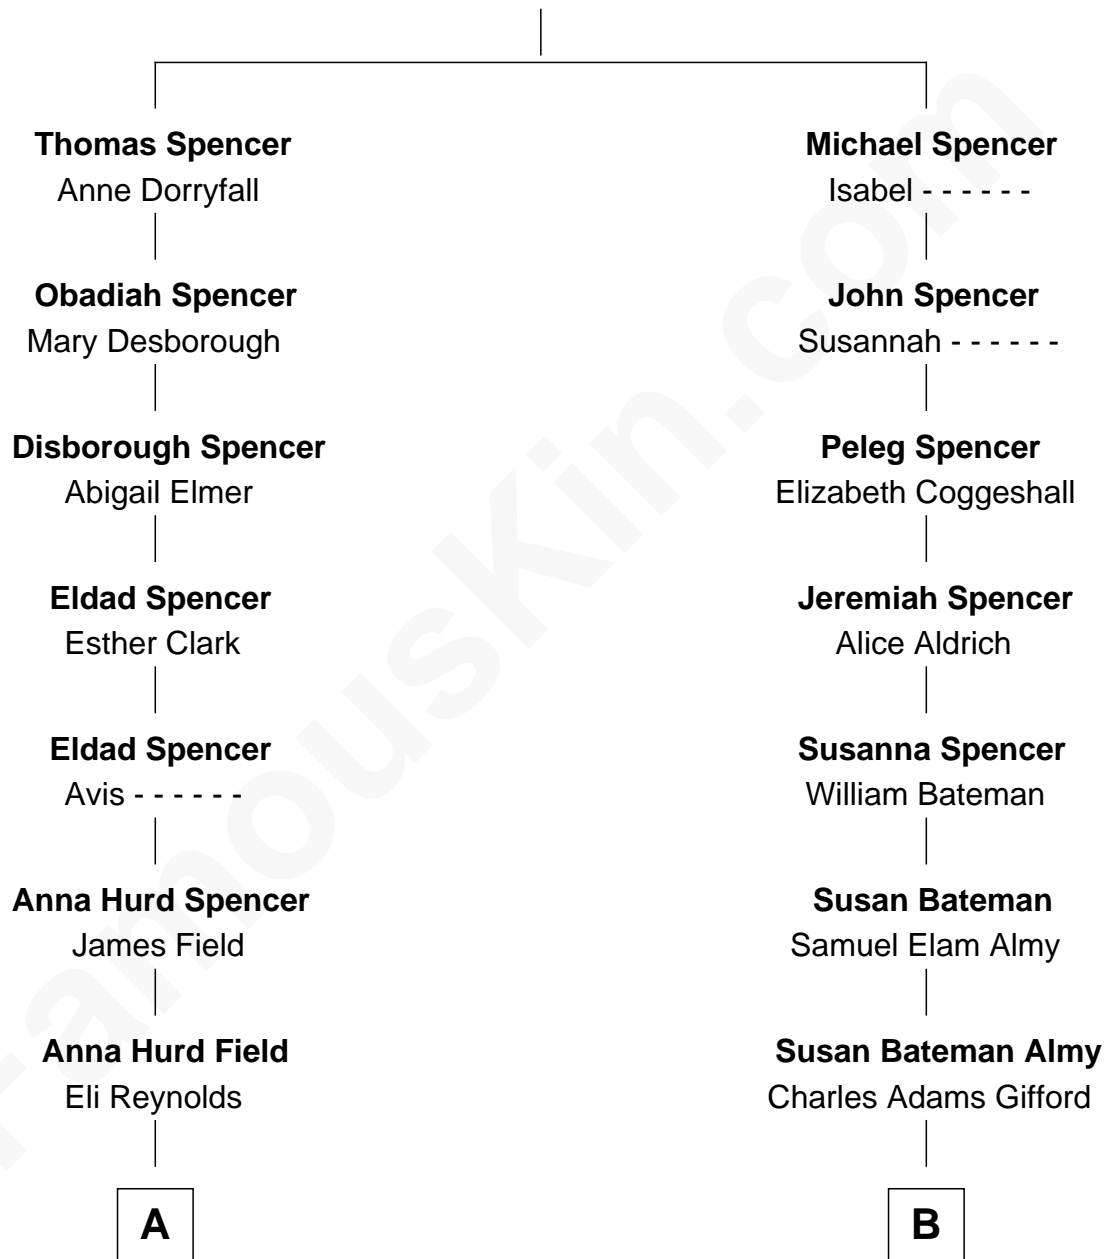 Thomas Spencer
Anne Dorryfall
Michael Spencer
Isabel - - - - - -
Obadiah Spencer
Mary Desborough
John Spencer
Susannah - - - - - -
Disborough Spencer
Abigail Elmer
Peleg Spencer
Elizabeth Coggeshall
Eldad Spencer
Esther Clark
Jeremiah Spencer
Alice Aldrich
Eldad Spencer
Avis - - - - - -
Susanna Spencer
William Bateman
Anna Hurd Spencer
James Field
Susan Bateman
Samuel Elam Almy
Anna Hurd Field
Eli Reynolds
Susan Bateman Almy
Charles Adams Gifford
A
B
FamousKin.com